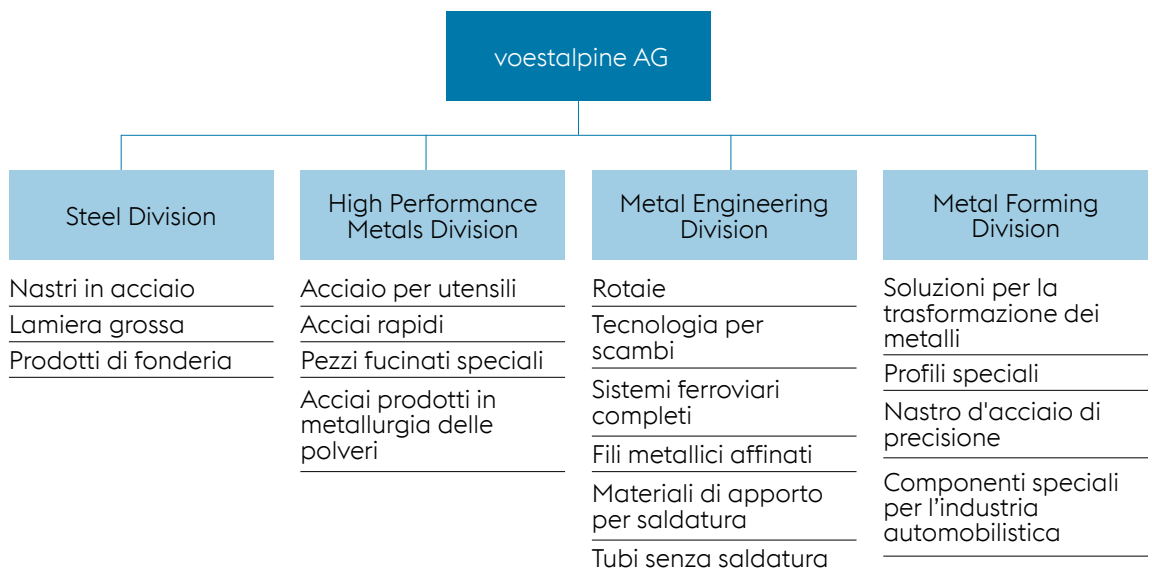 voestalpine AG
Steel Division
Nastri in acciaio
Lamiera grossa
Prodotti di fonderia
High Performance
Metals Division
Acciaio per utensili
Acciai rapidi
Pezzi fucinati speciali
Acciai prodotti in
metallurgia delle
polveri
Metal Engineering
Division
Rotaie
Tecnologia per
scambi
Sistemi ferroviari
completi
Fili metallici affinati
Materiali di apporto
per saldatura
Tubi senza saldatura
Metal Forming
Division
Soluzioni per la
trasformazione dei
metalli
Profili speciali
Nastro d'acciaio di
precisione
Componenti speciali
per l’industria
automobilistica